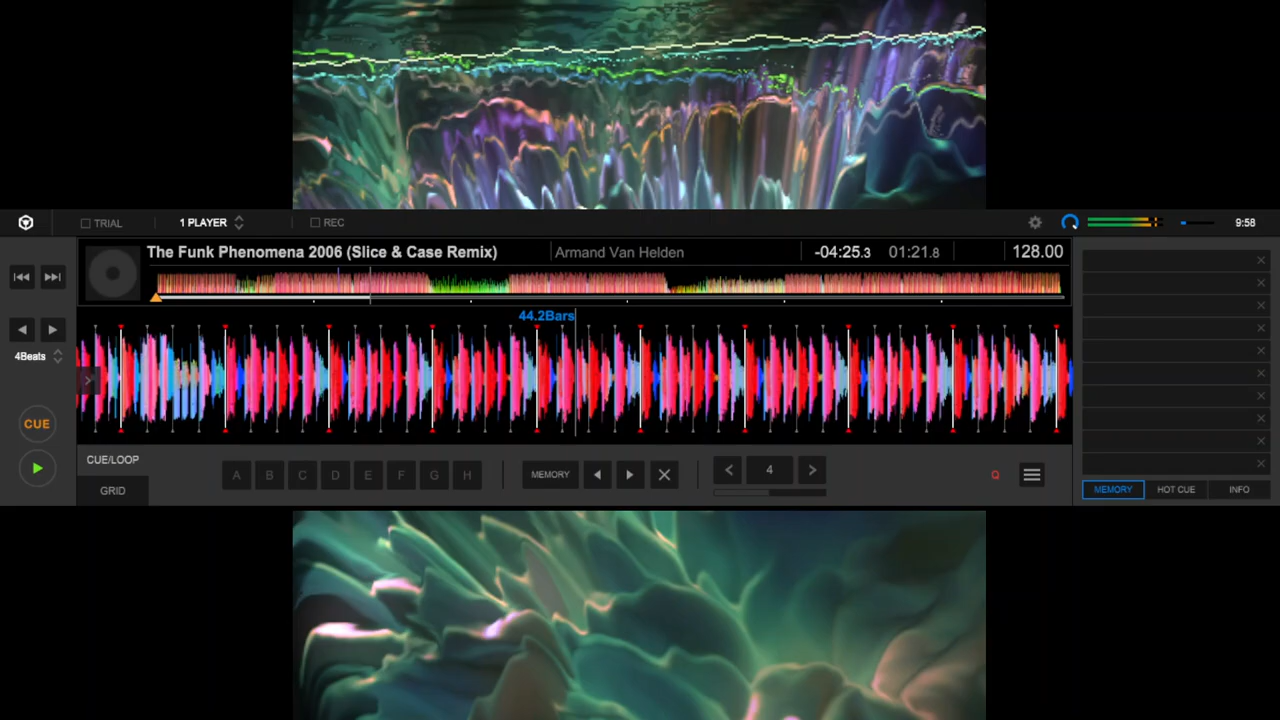 TRIAL 1 PLAYER REC 9:58
The Funk Phenomena 2006 (Slice & Case Remix) Armand Van Helden -04:25.3 01:21.8 128.00
44.2Bars
4Beats
CUE
CUE/LOOP
A B C D E F G H MEMORY 4 Q
GRID
MEMORY HOT CUE INFO